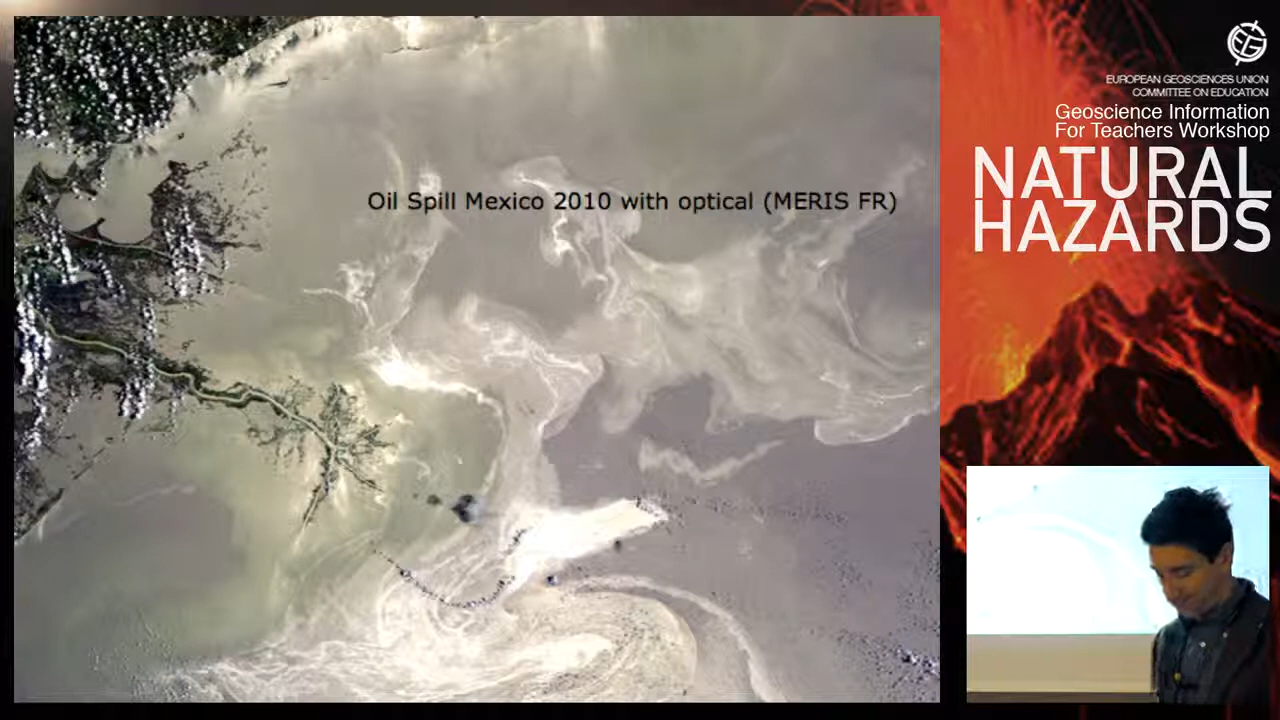 Oil Spill Mexico 2010 with optical (MERIS FR)
EUROPEAN GEOSCIENCES UNION
COMMITTEE ON EDUCATION
Geoscience Information
For Teachers Workshop
NATURAL
HAZARDS